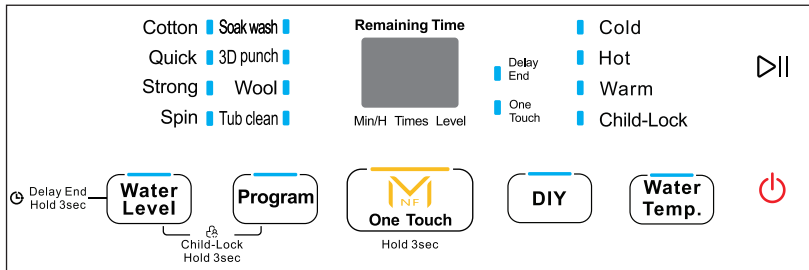 Cotton Soak wash
Quick 3D punch
Strong Wool
Spin Tub clean
Remaining Time
Min/H Times Level
Delay
End
One
Touch
Cold
Hot
Warm
Child-Lock
Delay End
Hold 3sec
Water
Level
Program
Child-Lock
Hold 3sec
NF
One Touch
Hold 3sec
DIY
Water
Temp.